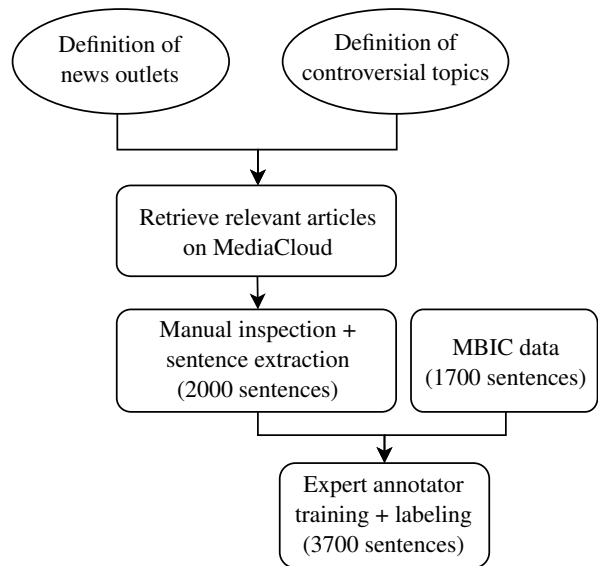 Definition of
news outlets
Definition of
controversial topics
Retrieve relevant articles
on MediaCloud
Manual inspection +
sentence extraction
(2000 sentences)
MBIC data
(1700 sentences)
Expert annotator
training + labeling
(3700 sentences)